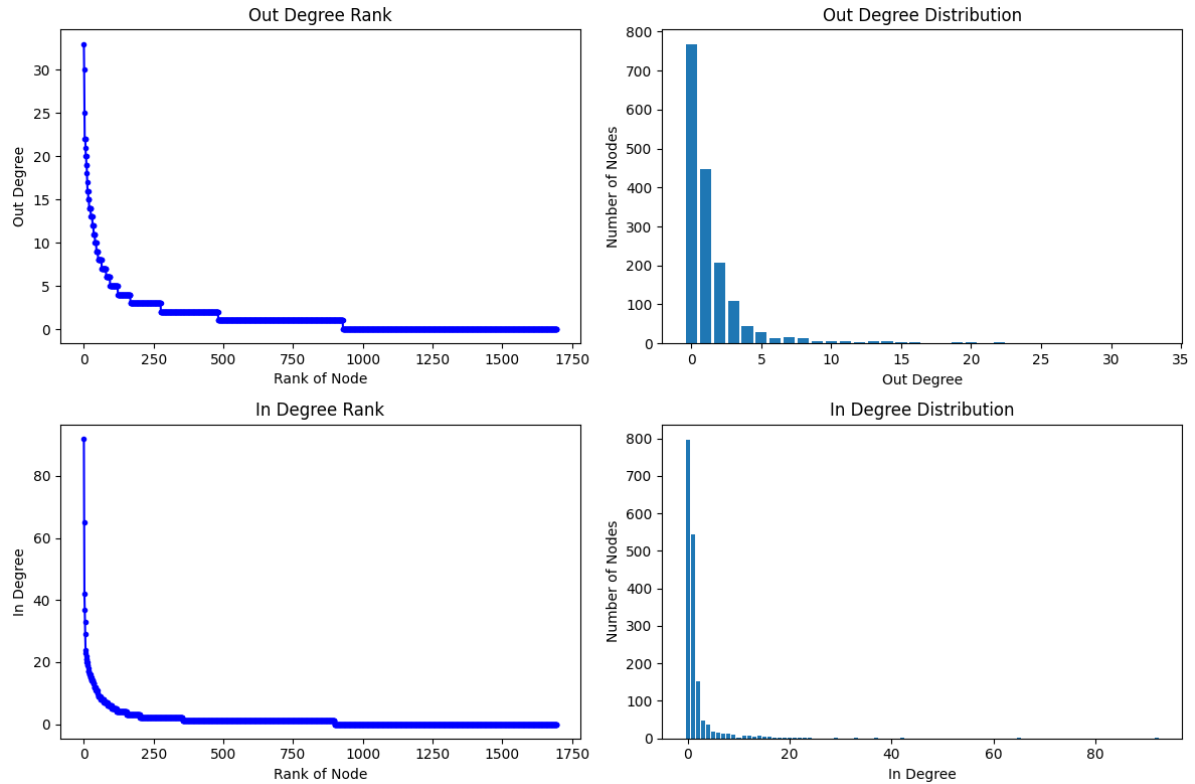 Out Degree Rank
Out Degree
30
25
20
15
10
5
0
0 250 500 750 1000 1250 1500 1750
Rank of Node
Out Degree Distribution
Number of Nodes
800
700
600
500
400
300
200
100
0
0 5 10 15 20 25 30 35
Out Degree
In Degree Rank
In Degree
80
60
40
20
0
0 250 500 750 1000 1250 1500 1750
Rank of Node
In Degree Distribution
Number of Nodes
800
700
600
500
400
300
200
100
0
0 20 40 60 80
In Degree